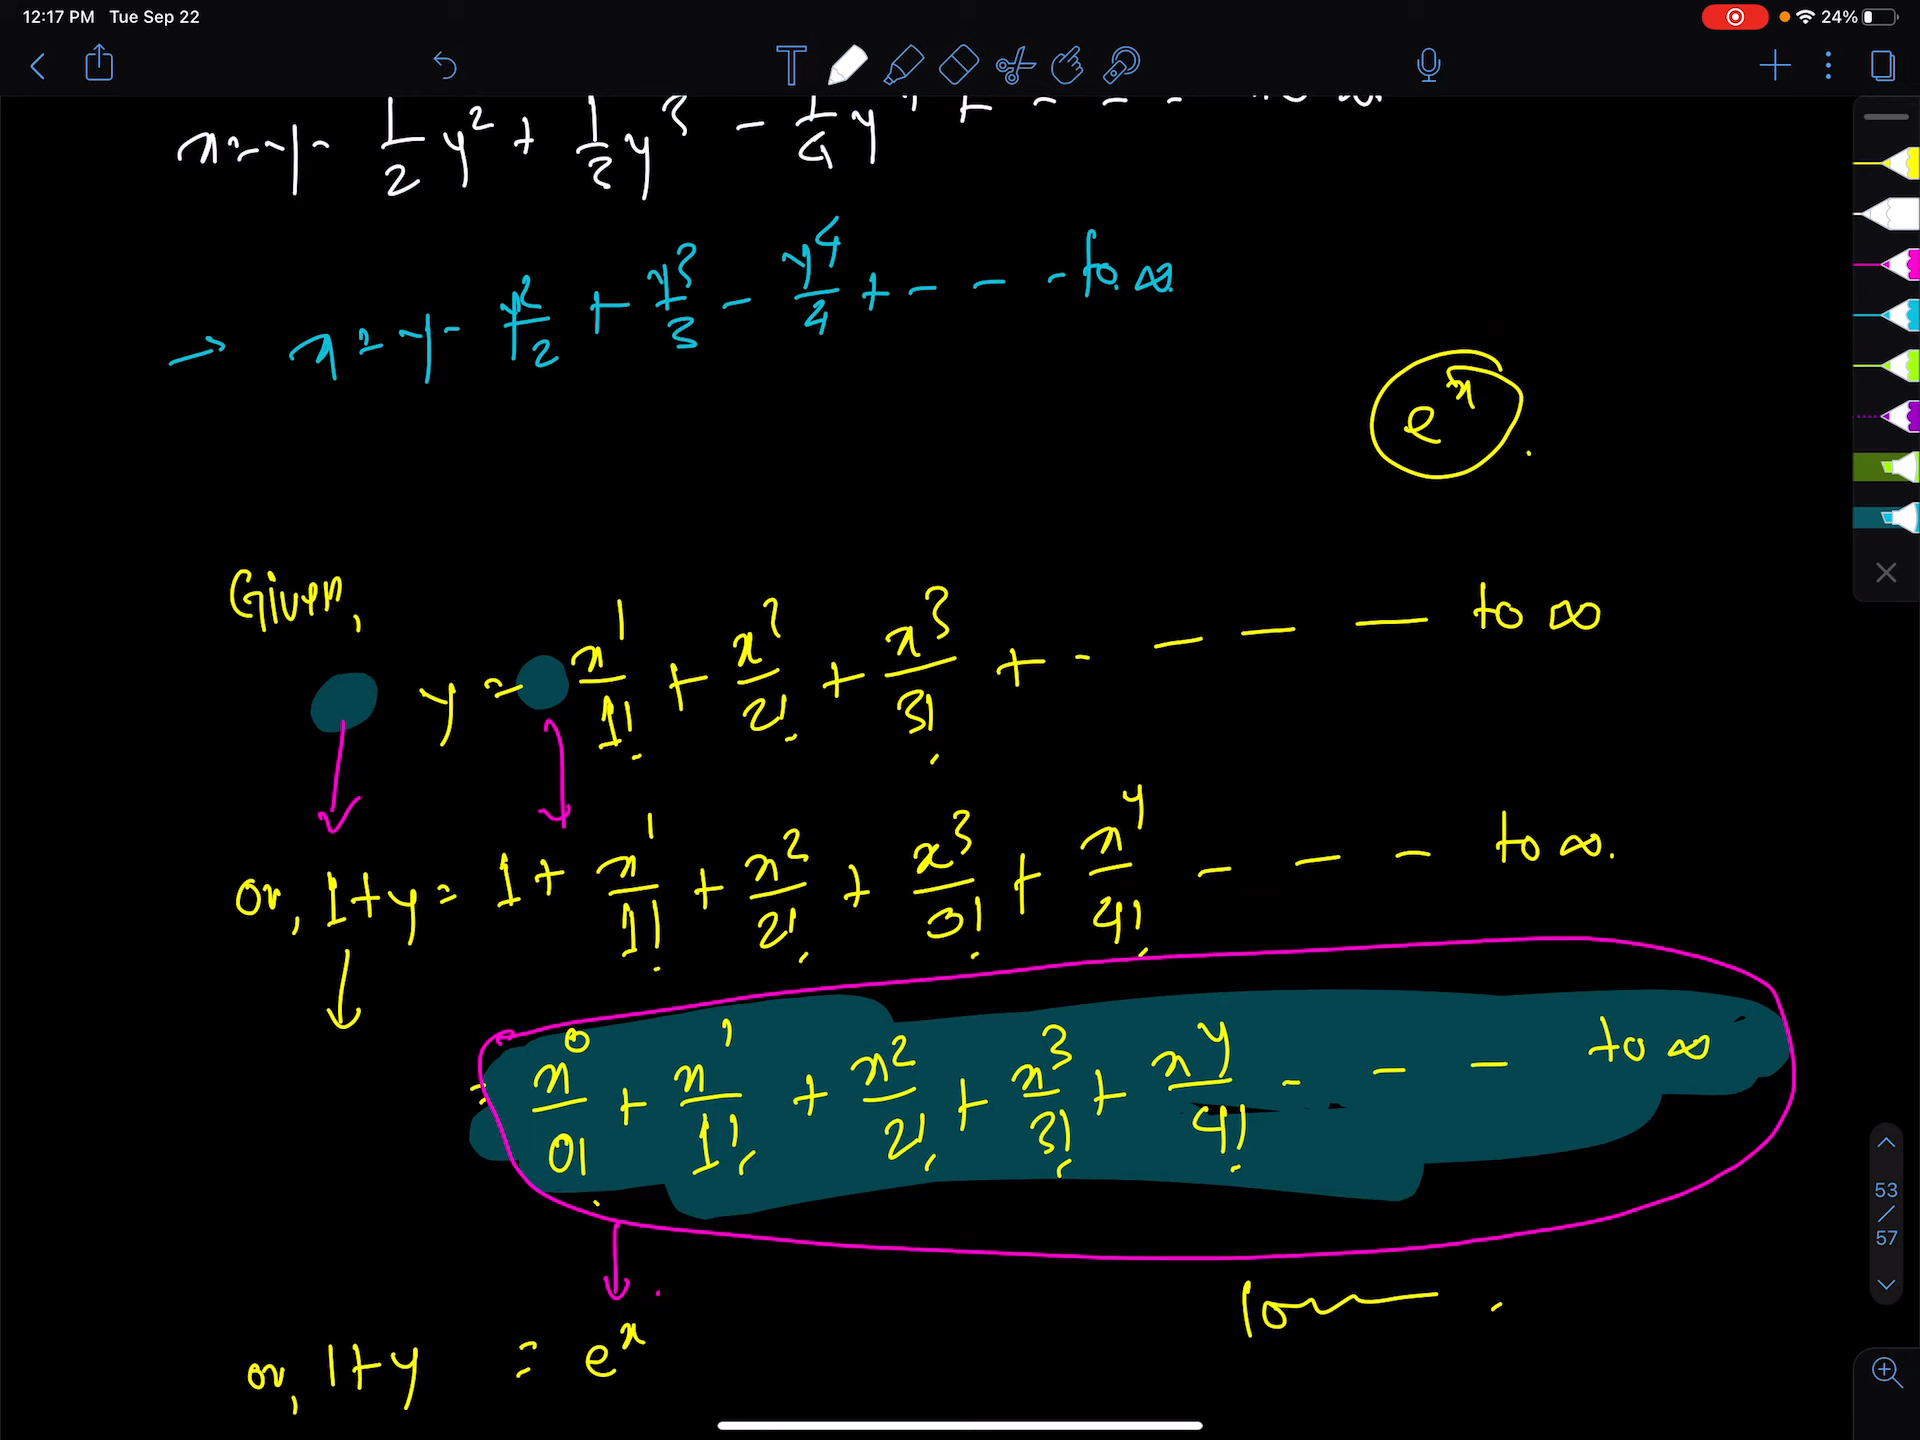 12:17 PM Tue Sep 22 24%
x = y - 1/2 y² + 1/3 y³ - 1/4 y⁴ + - - - to ∞.
→ x = y - y²/2 + y³/3 - y⁴/4 + - - - to ∞
eˣ
Given,
y = x¹/1! + x²/2! + x³/3! + - - - - to ∞
or, 1+y = 1 + x¹/1! + x²/2! + x³/3! + x⁴/4! - - - to ∞.
= x⁰/0! + x¹/1! + x²/2! + x³/3! + x⁴/4! - - - to ∞
or, 1+y = eˣ
53
/
57